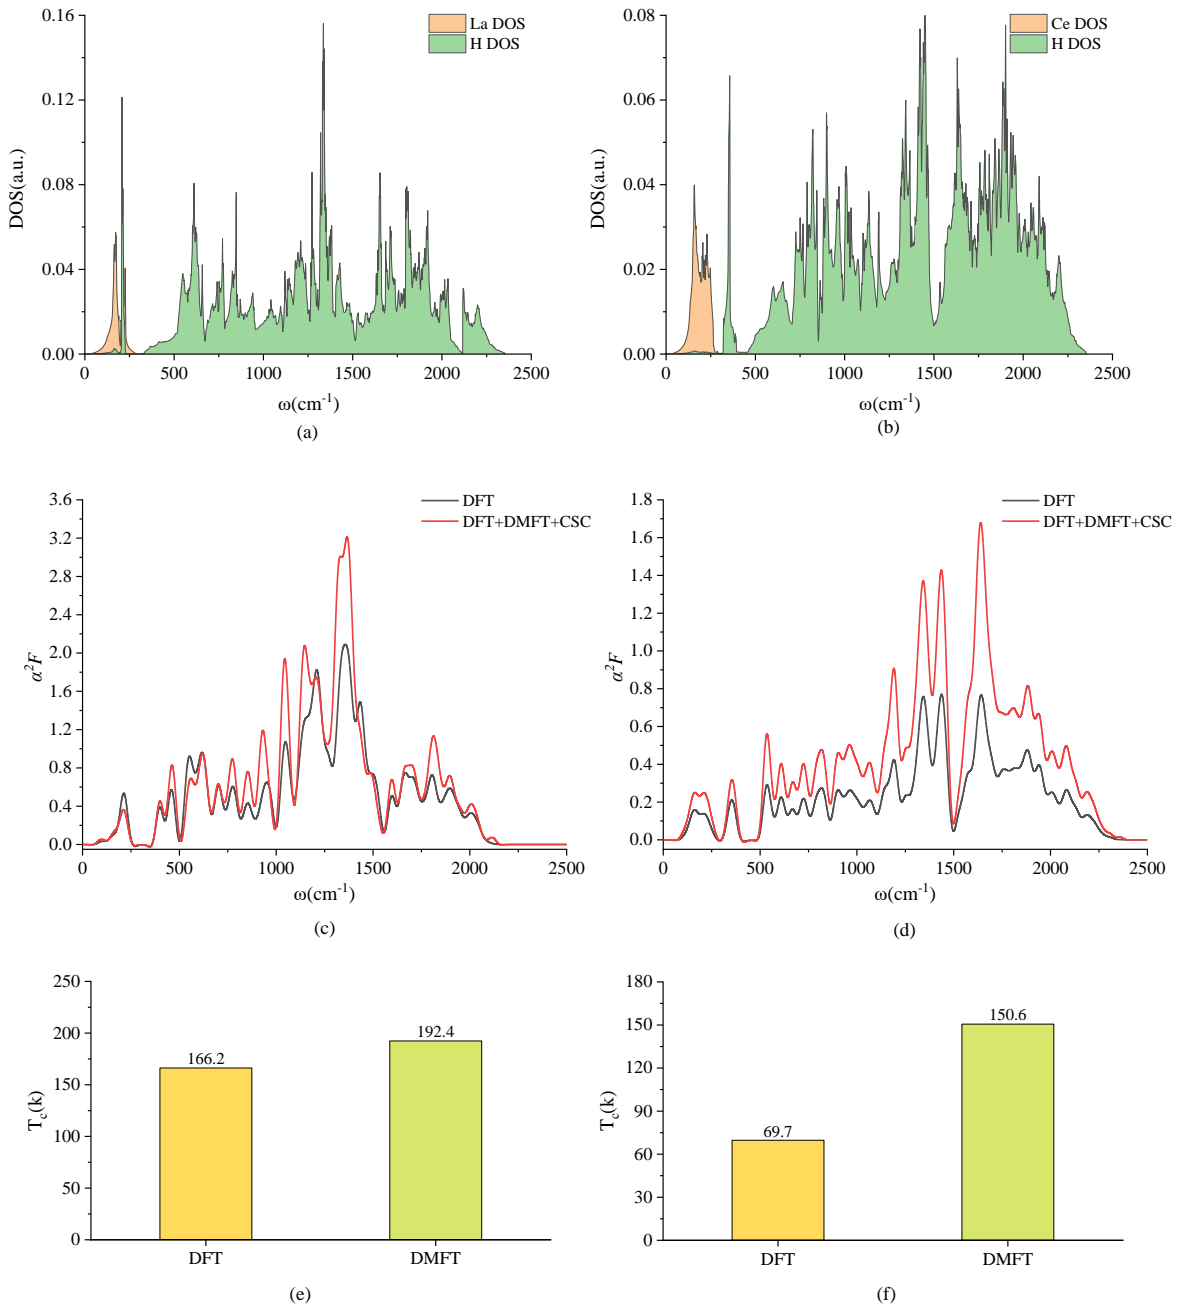 0.16
0.12
0.08
0.04
0.00
DOS(a.u.)
La DOS
H DOS
0 500 1000 1500 2000 2500
ω(cm-1)
(a)
0.08
0.06
0.04
0.02
0.00
DOS(a.u.)
Ce DOS
H DOS
0 500 1000 1500 2000 2500
ω(cm-1)
(b)
3.6
3.2
2.8
2.4
2.0
1.6
1.2
0.8
0.4
0.0
α2F
DFT
DFT+DMFT+CSC
0 500 1000 1500 2000 2500
ω(cm-1)
(c)
1.8
1.6
1.4
1.2
1.0
0.8
0.6
0.4
0.2
0.0
α2F
DFT
DFT+DMFT+CSC
0 500 1000 1500 2000 2500
ω(cm-1)
(d)
250
200
150
100
50
0
Tc(k)
166.2
192.4
DFT DMFT
(e)
180
150
120
90
60
30
0
Tc(k)
69.7
150.6
DFT DMFT
(f)